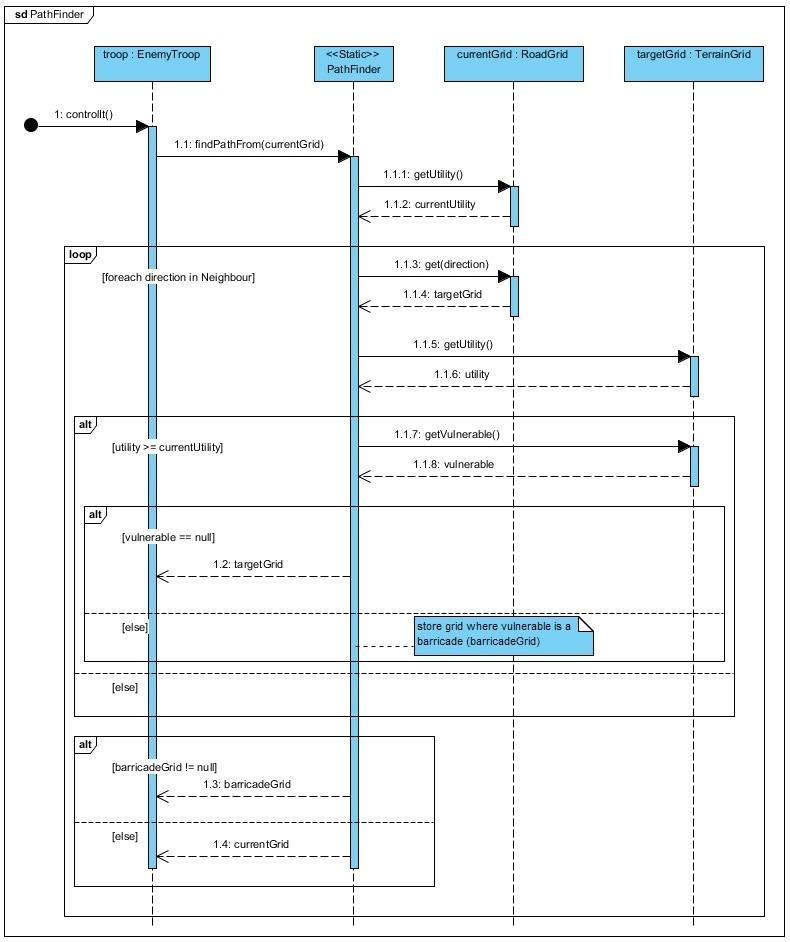 sd PathFinder
troop : EnemyTroop
<<Static>>
PathFinder
currentGrid : RoadGrid
targetGrid : TerrainGrid
1: controlIt()
1.1: findPathFrom(currentGrid)
1.1.1: getUtility()
1.1.2: currentUtility
loop
[foreach direction in Neighbour]
1.1.3: get(direction)
1.1.4: targetGrid
1.1.5: getUtility()
1.1.6: utility
alt
[utility >= currentUtility]
1.1.7: getVulnerable()
1.1.8: vulnerable
alt
[vulnerable == null]
1.2: targetGrid
[else]
store grid where vulnerable is a
barricade (barricadeGrid)
[else]
alt
[barricadeGrid != null]
1.3: barricadeGrid
[else]
1.4: currentGrid